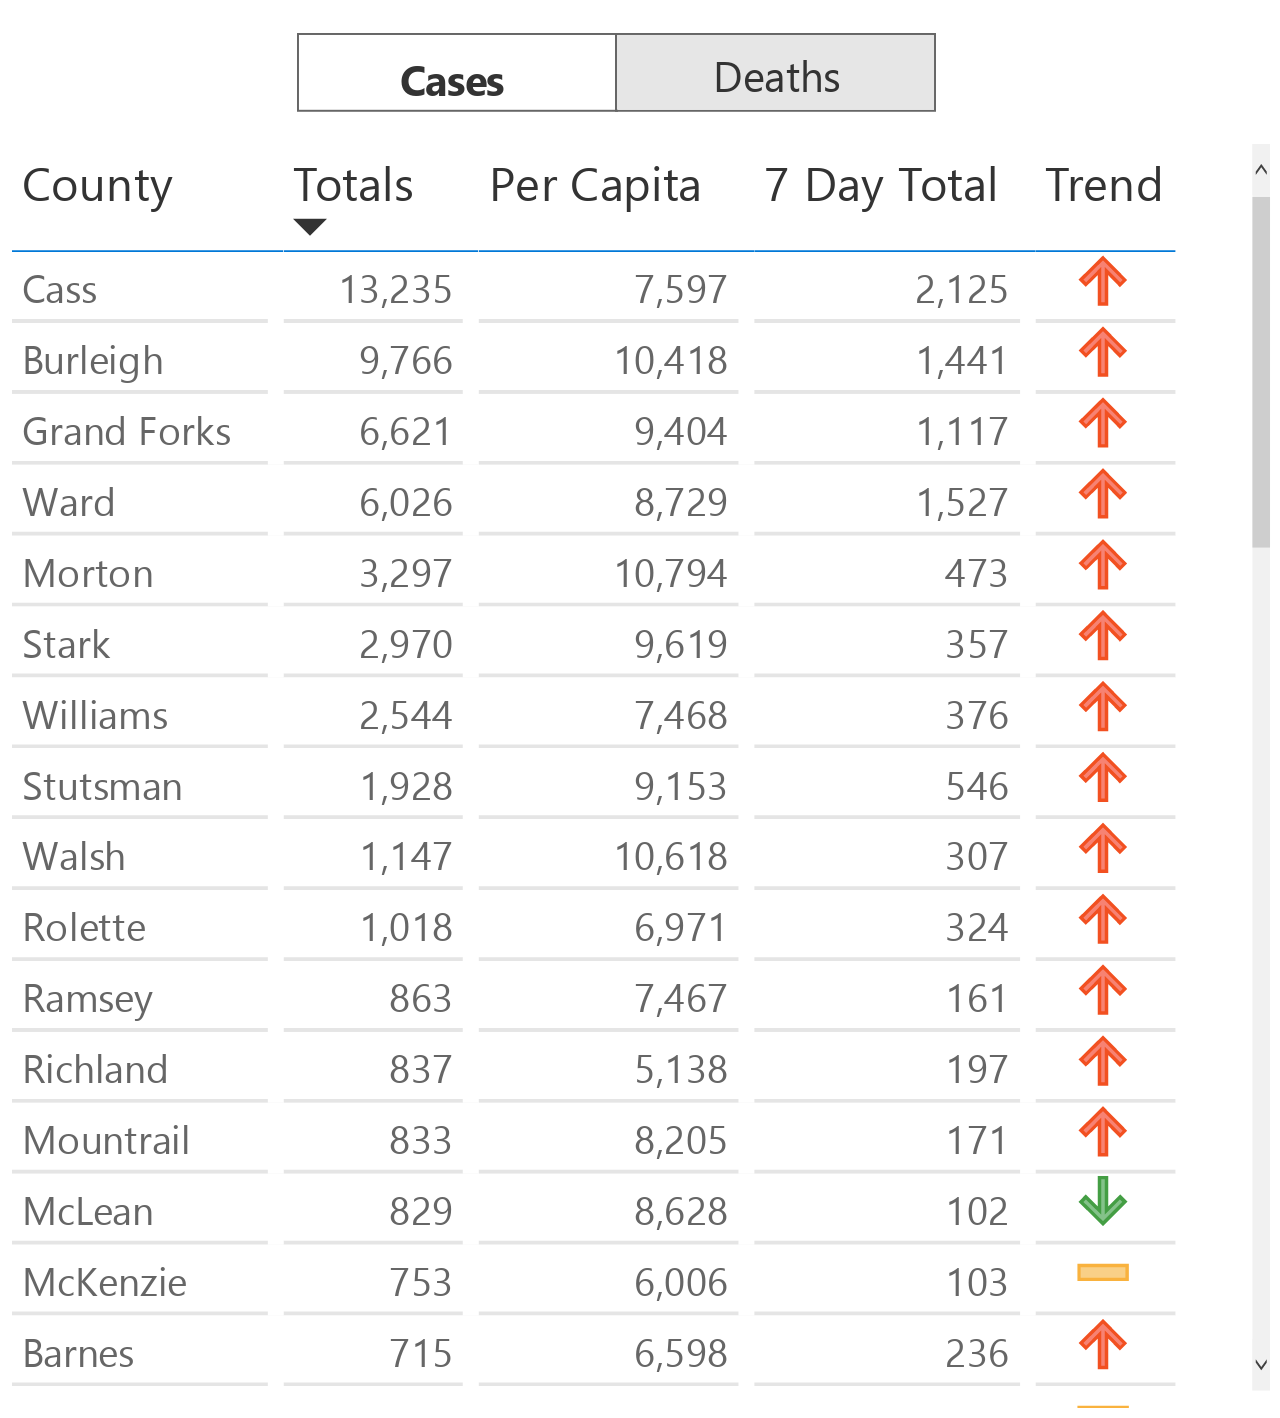 Cases Deaths
County Totals Per Capita 7 Day Total Trend
Cass 13,235 7,597 2,125
Burleigh 9,766 10,418 1,441
Grand Forks 6,621 9,404 1,117
Ward 6,026 8,729 1,527
Morton 3,297 10,794 473
Stark 2,970 9,619 357
Williams 2,544 7,468 376
Stutsman 1,928 9,153 546
Walsh 1,147 10,618 307
Rolette 1,018 6,971 324
Ramsey 863 7,467 161
Richland 837 5,138 197
Mountrail 833 8,205 171
McLean 829 8,628 102
McKenzie 753 6,006 103
Barnes 715 6,598 236